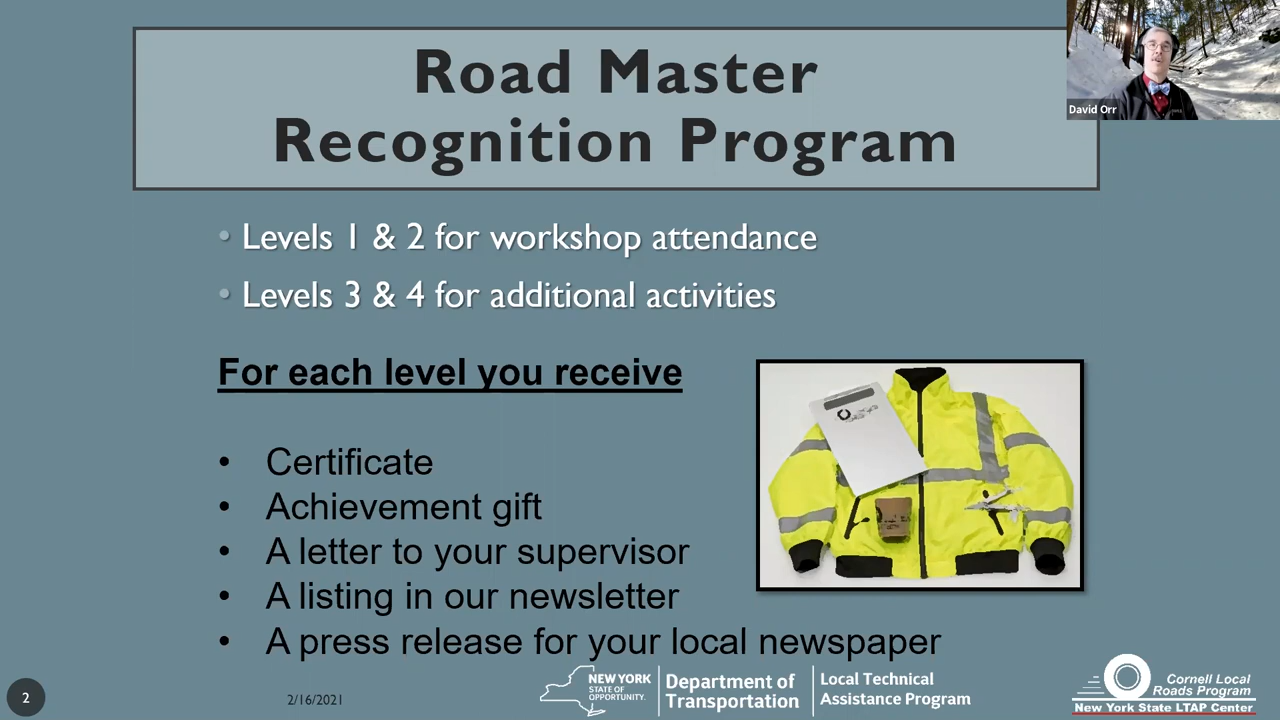 Road Master
Recognition Program
David Orr
• Levels 1 & 2 for workshop attendance
• Levels 3 & 4 for additional activities
For each level you receive
• Certificate
• Achievement gift
• A letter to your supervisor
• A listing in our newsletter
• A press release for your local newspaper
2
2/16/2021
NEW YORK
STATE OF
OPPORTUNITY.
Department of
Transportation
Local Technical
Assistance Program
Cornell Local
Roads Program
New York State LTAP Center